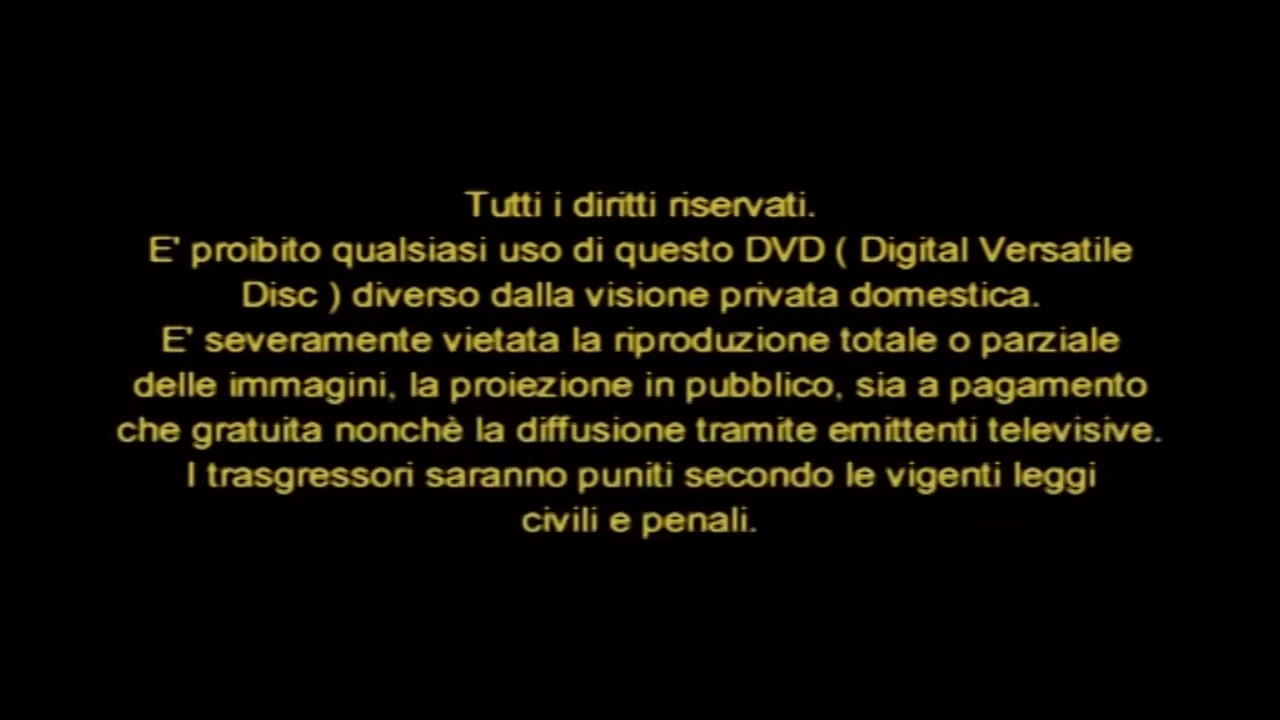 Tutti i diritti riservati.
E' proibito qualsiasi uso di questo DVD ( Digital Versatile
Disc ) diverso dalla visione privata domestica.
E' severamente vietata la riproduzione totale o parziale
delle immagini, la proiezione in pubblico, sia a pagamento
che gratuita nonchè la diffusione tramite emittenti televisive.
I trasgressori saranno puniti secondo le vigenti leggi
civili e penali.